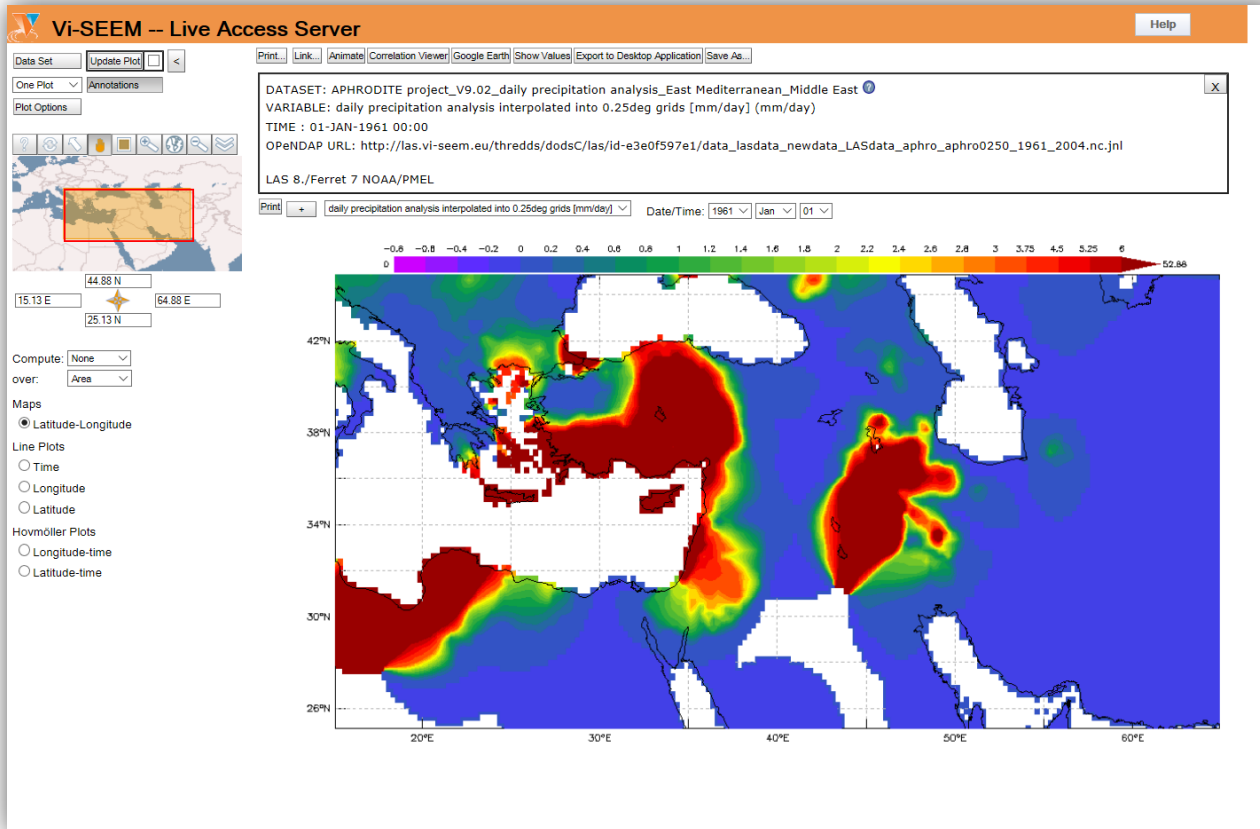 Vi-SEEM -- Live Access Server
Help
Data Set
Update Plot
<
Print...
Link...
Animate
Correlation Viewer
Google Earth
Show Values
Export to Desktop Application
Save As...
One Plot
Annotations
Plot Options
DATASET: APHRODITE project_V9.02_daily precipitation analysis_East Mediterranean_Middle East ?
X
VARIABLE: daily precipitation analysis interpolated into 0.25deg grids [mm/day] (mm/day)
TIME : 01-JAN-1961 00:00
OPeNDAP URL: http://las.vi-seem.eu/thredds/dodsC/las/id-e3e0f597e1/data_lasdata_newdata_LASdata_aphro_aphro0250_1961_2004.nc.jnl
LAS 8./Ferret 7 NOAA/PMEL
Print
+
daily precipitation analysis interpolated into 0.25deg grids [mm/day]
Date/Time: 1961 Jan 01
44.88 N
15.13 E
64.88 E
25.13 N
Compute: None
over: Area
Maps
Latitude-Longitude
Line Plots
Time
Longitude
Latitude
Hovmöller Plots
Longitude-time
Latitude-time
-0.8 -0.6 -0.4 -0.2 0 0.2 0.4 0.6 0.8 1 1.2 1.4 1.6 1.8 2 2.2 2.4 2.6 2.8 3 3.75 4.5 5.25 6
0
52.86
42°N
38°N
34°N
30°N
26°N
20°E 30°E 40°E 50°E 60°E